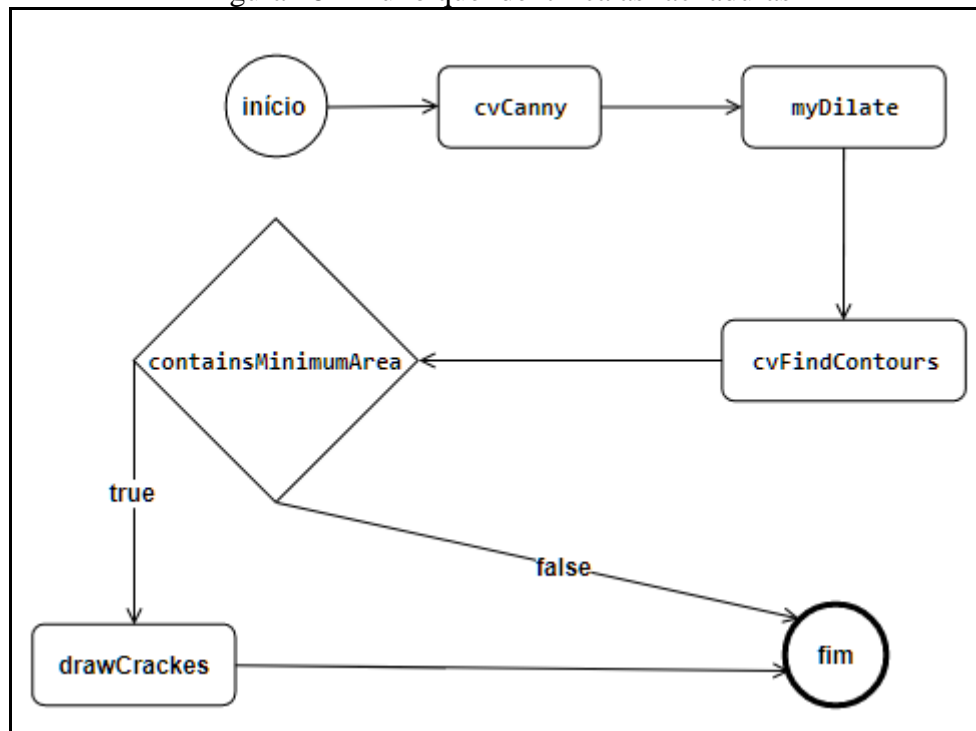 início
cvCanny
myDilate
containsMinimumArea
cvFindContours
true
false
drawCrackes
fim